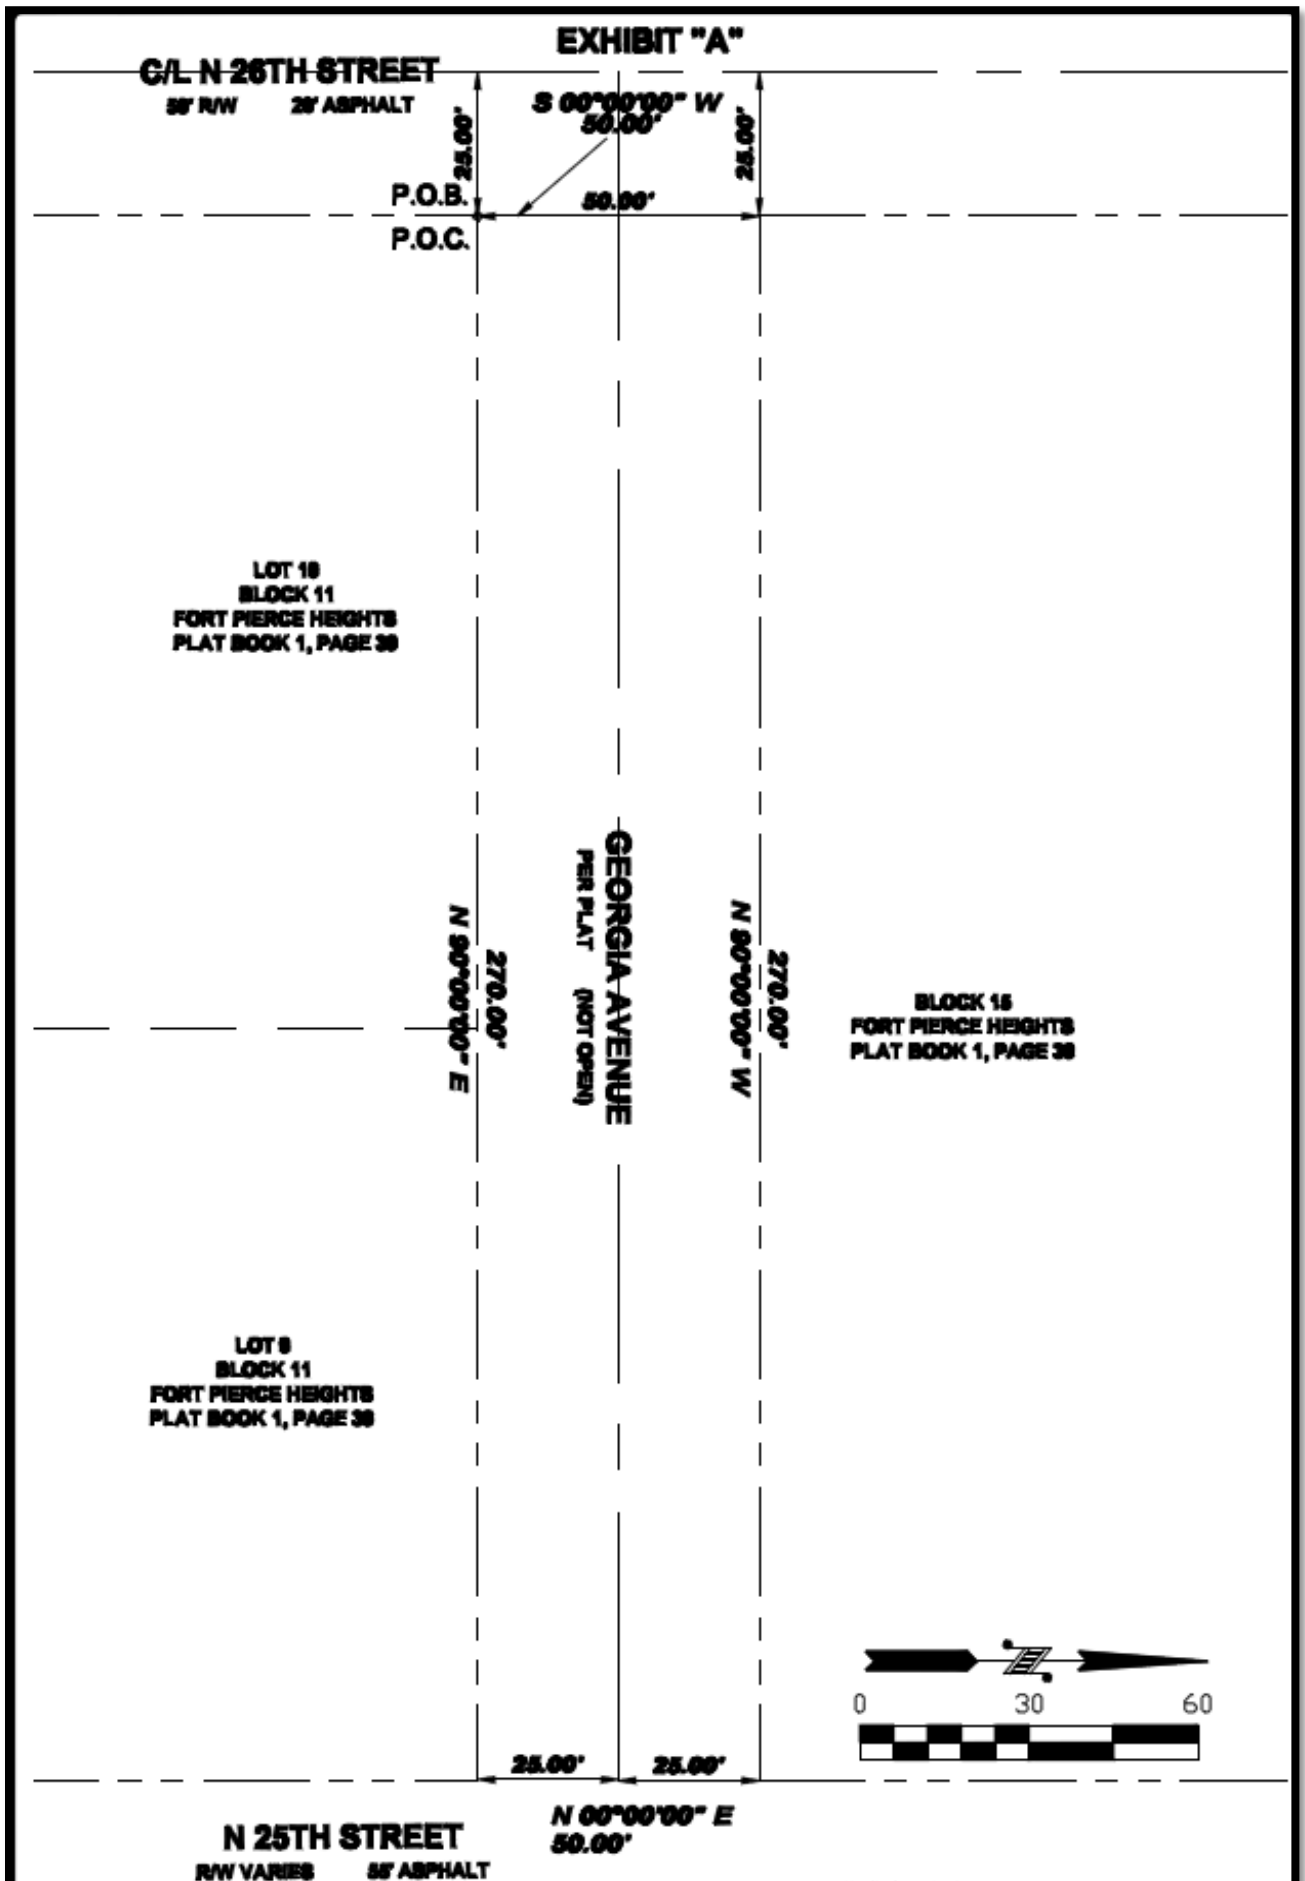 EXHIBIT "A"
C/L N 26TH STREET
50' R/W 20' ASPHALT
S 00°00'00" W
50.00'
25.00'
25.00'
P.O.B.
50.00'
P.O.C.
LOT 10
BLOCK 11
FORT PIERCE HEIGHTS
PLAT BOOK 1, PAGE
GEORGIA AVENUE
PER PLAT (NOT OPEN)
N 90°00'00" E
270.00'
N 90°00'00" W
270.00'
BLOCK 15
FORT PIERCE HEIGHTS
PLAT BOOK 1, PAGE
LOT 9
BLOCK 11
FORT PIERCE HEIGHTS
PLAT BOOK 1, PAGE
0 30 60
25.00' 25.00'
N 00°00'00" E
50.00'
N 25TH STREET
R/W VARIES 55' ASPHALT